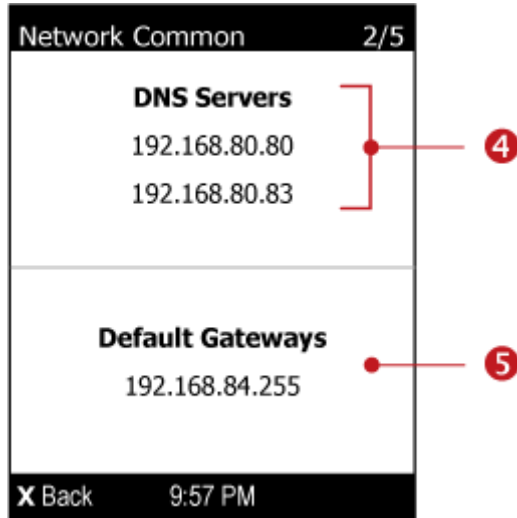 Network Common 2/5
DNS Servers
192.168.80.80
192.168.80.83
4
Default Gateways
192.168.84.255
5
X Back 9:57 PM